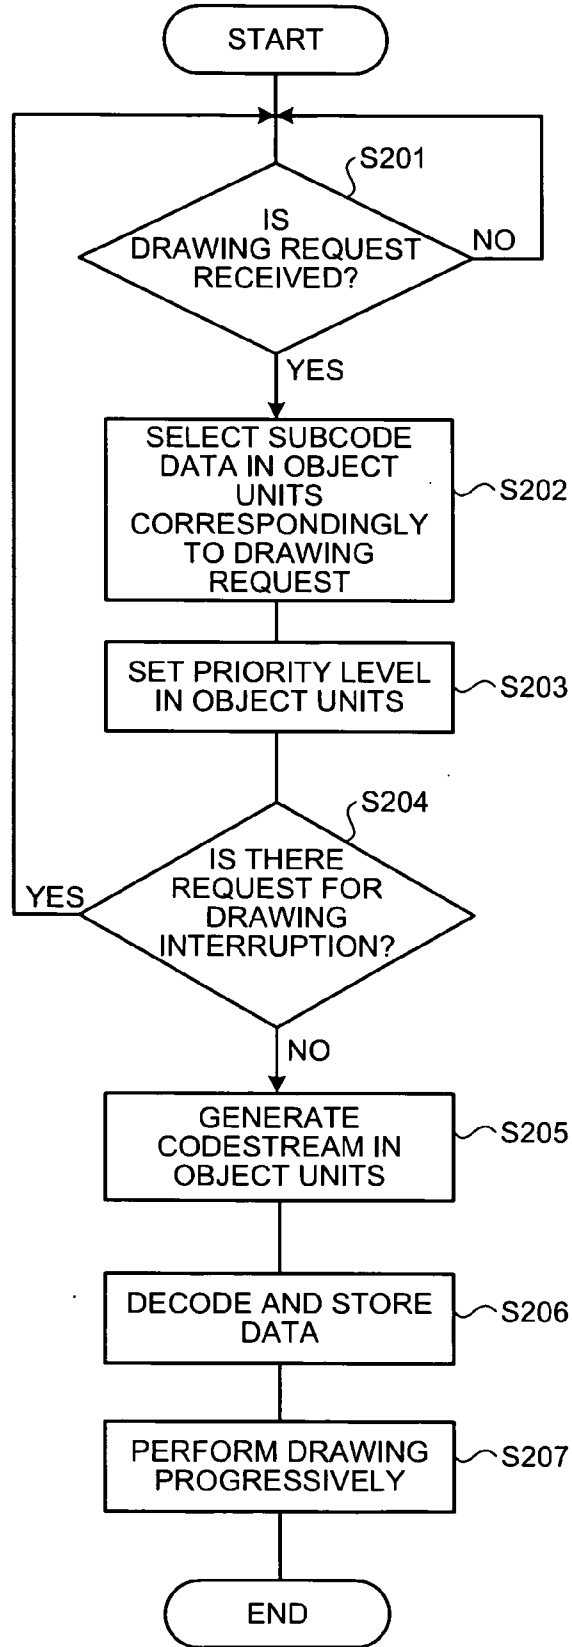 START
S201
IS
DRAWING REQUEST
RECEIVED?
NO
YES
SELECT SUBCODE
DATA IN OBJECT
UNITS
CORRESPONDINGLY
TO DRAWING
REQUEST
S202
SET PRIORITY LEVEL
IN OBJECT UNITS
S203
S204
IS THERE
REQUEST FOR
DRAWING
INTERRUPTION?
YES
NO
GENERATE
CODESTREAM IN
OBJECT UNITS
S205
DECODE AND STORE
DATA
S206
PERFORM DRAWING
PROGRESSIVELY
S207
END